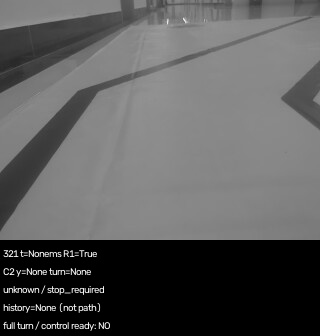 321 t=Nonems R1=True
C2 y=None turn=None
unknown / stop_required
history=None (not path)
full turn / control ready: NO